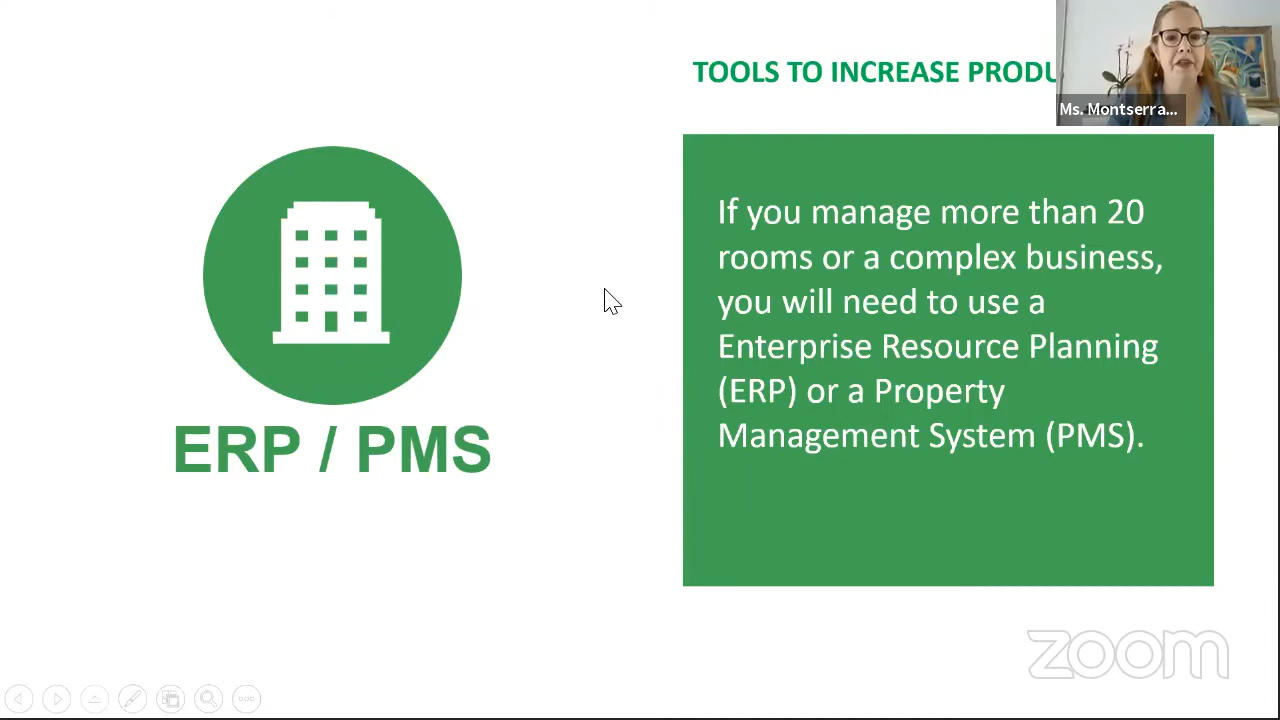 TOOLS TO INCREASE PRODU
Ms. Montserra...
If you manage more than 20
rooms or a complex business,
you will need to use a
Enterprise Resource Planning
(ERP) or a Property
Management System (PMS).
ERP / PMS
zoom